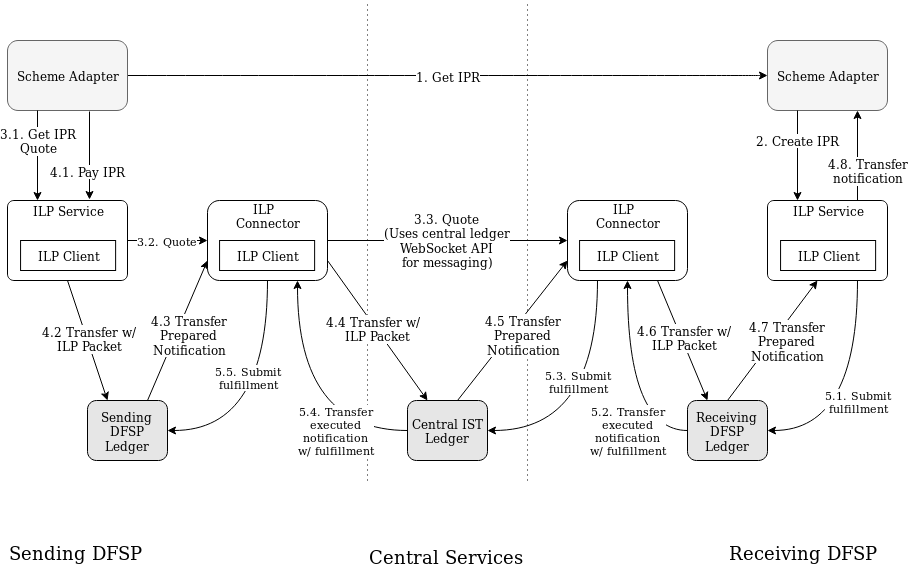 Scheme Adapter
1. Get IPR
Scheme Adapter
3.1. Get IPR
Quote
4.1. Pay IPR
2. Create IPR
4.8. Transfer
notification
ILP Service
ILP Client
3.2. Quote
ILP
Connector
ILP Client
3.3. Quote
(Uses central ledger
WebSocket API
for messaging)
ILP
Connector
ILP Client
ILP Service
ILP Client
4.2 Transfer w/
ILP Packet
4.3 Transfer
Prepared
Notification
4.4 Transfer w/
ILP Packet
4.5 Transfer
Prepared
Notification
4.6 Transfer w/
ILP Packet
4.7 Transfer
Prepared
Notification
5.5. Submit
fulfillment
5.3. Submit
fulfillment
5.1. Submit
fulfillment
Sending
DFSP
Ledger
5.4. Transfer
executed
notification
w/ fulfillment
Central IST
Ledger
5.2. Transfer
executed
notification
w/ fulfillment
Receiving
DFSP
Ledger
Sending DFSP
Central Services
Receiving DFSP